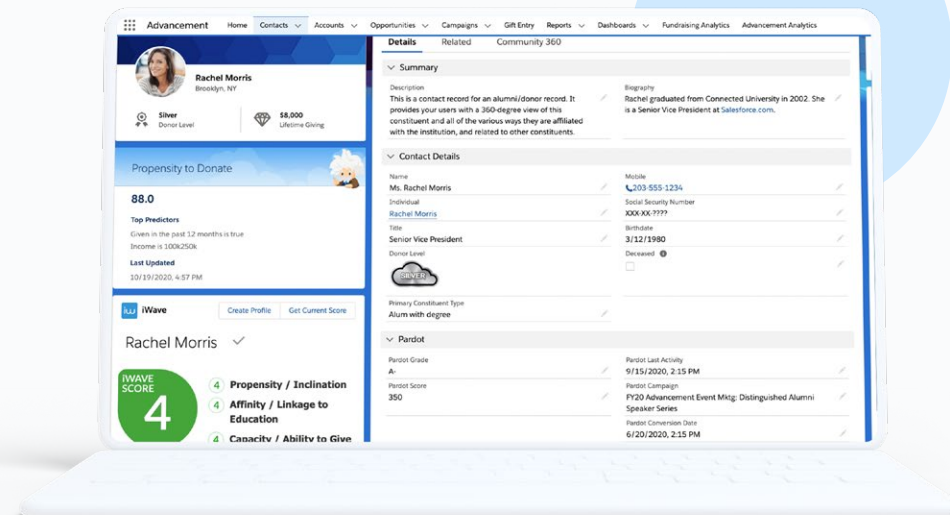 Advancement
Home
Contacts
Accounts
Opportunities
Campaigns
Gift Entry
Reports
Dashboards
Fundraising Analytics
Advancement Analytics
Rachel Morris
Brooklyn, NY
Silver
Donor Level
$8,000
Lifetime Giving
Propensity to Donate
88.0
Top Predictors
Given in the past 12 months is true
Income is 100k250k
Last Updated
10/19/2020, 4:57 PM
iw
iWave
Create Profile
Get Current Score
Rachel Morris
iWAVE
SCORE
4
4 Propensity / Inclination
4 Affinity / Linkage to
Education
4 Capacity / Ability to Give
Details
Related
Community 360
Summary
Description
This is a contact record for an alumni/donor record. It
provides your users with a 360-degree view of this
constituent and all of the various ways they are affiliated
with the institution, and related to other constituents.
Biography
Rachel graduated from Connected University in 2002. She
is a Senior Vice President at Salesforce.com.
Contact Details
Name
Ms. Rachel Morris
Mobile
203-555-1234
Individual
Rachel Morris
Social Security Number
XXX-XX-????
Title
Senior Vice President
Birthdate
3/12/1980
Donor Level
SILVER
Deceased
Primary Constituent Type
Alum with degree
Pardot
Pardot Grade
A-
Pardot Last Activity
9/15/2020, 2:15 PM
Pardot Score
350
Pardot Campaign
FY20 Advancement Event Mktg: Distinguished Alumni
Speaker Series
Pardot Conversion Date
6/20/2020, 2:15 PM